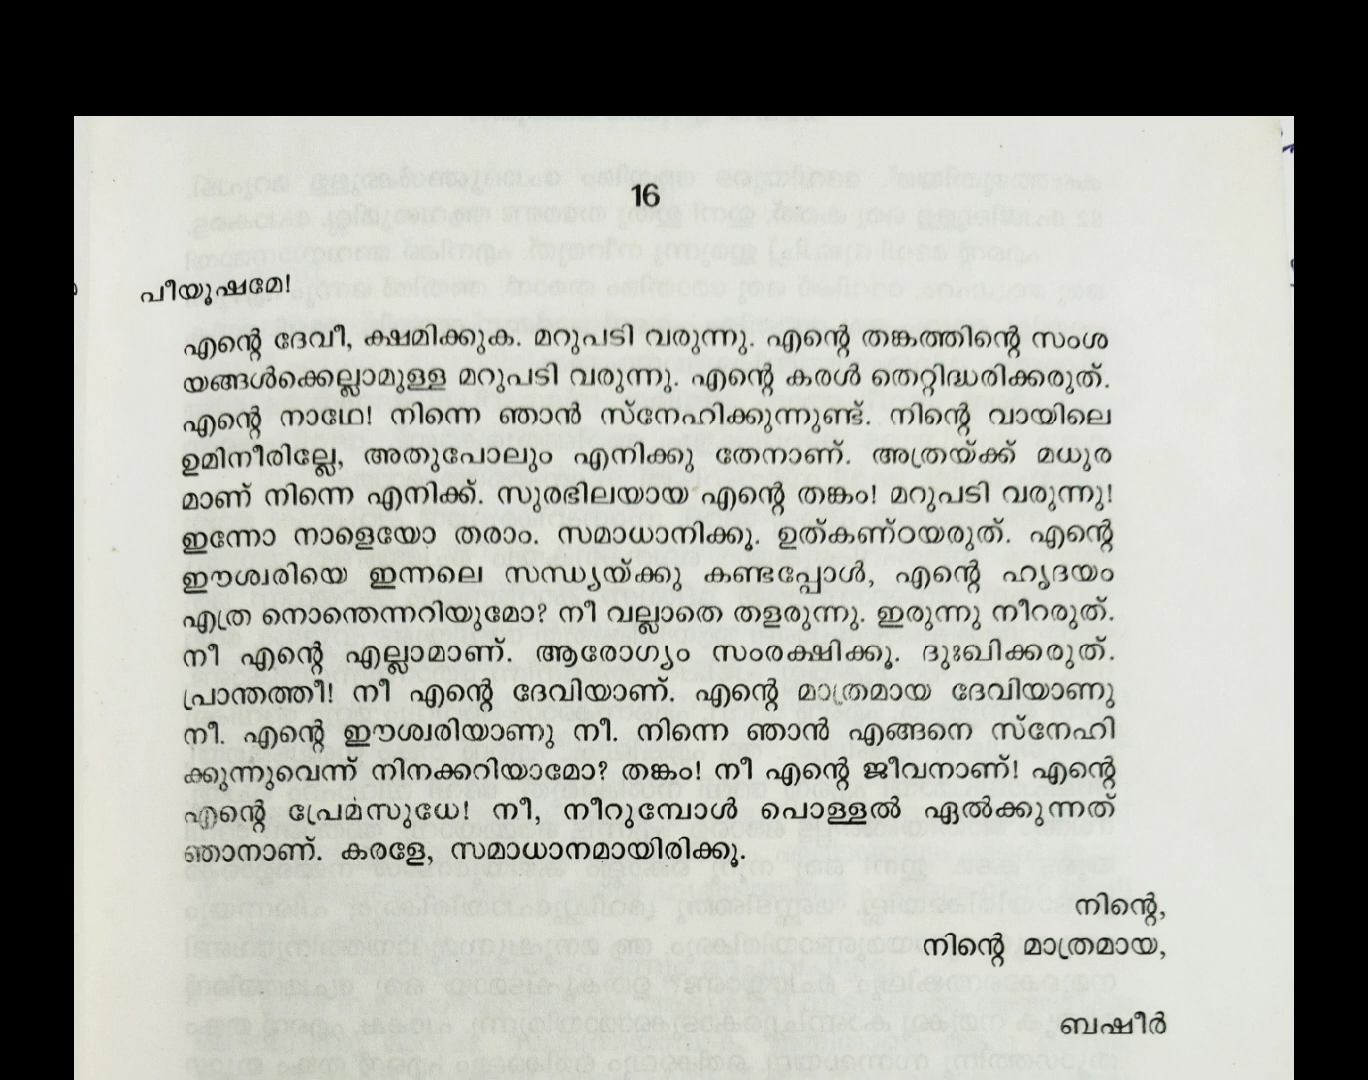 16
പീയൂഷമേ!
എന്റെ ദേവീ, ക്ഷമിക്കുക. മറുപടി വരുന്നു. എന്റെ തങ്കത്തിന്റെ സംശ
യങ്ങൾക്കെല്ലാമുള്ള മറുപടി വരുന്നു. എന്റെ കരൾ തെറ്റിദ്ധരിക്കരുത്.
എന്റെ നാഥേ! നിന്നെ ഞാൻ സ്നേഹിക്കുന്നുണ്ട്. നിന്റെ വായിലെ
ഉമിനീരില്ലേ, അതുപോലും എനിക്കു തേനാണ്. അത്രയ്ക്ക് മധുര
മാണ് നിന്നെ എനിക്ക്. സുരഭിലയായ എന്റെ തങ്കം! മറുപടി വരുന്നു!
ഇന്നോ നാളെയോ തരാം. സമാധാനിക്കൂ. ഉത്കണ്ഠയരുത്. എന്റെ
ഈശ്വരിയെ ഇന്നലെ സന്ധ്യയ്ക്കു കണ്ടപ്പോൾ, എന്റെ ഹൃദയം
എത്ര നൊന്തെന്നറിയുമോ? നീ വല്ലാതെ തളരുന്നു. ഇരുന്നു നീററുത്.
നീ എന്റെ എല്ലാമാണ്. ആരോഗ്യം സംരക്ഷിക്കൂ. ദുഃഖിക്കരുത്.
പ്രാന്തത്തീ! നീ എന്റെ ദേവിയാണ്. എന്റെ മാത്രമായ ദേവിയാണു
നീ. എന്റെ ഈശ്വരിയാണു നീ. നിന്നെ ഞാൻ എങ്ങനെ സ്നേഹി
ക്കുന്നുവെന്ന് നിനക്കറിയാമോ? തങ്കം! നീ എന്റെ ജീവനാണ്! എന്റെ
എന്റെ പ്രേമസുധേ! നീ, നീറുമ്പോൾ പൊള്ളൽ ഏൽക്കുന്നത്
ഞാനാണ്. കരളേ, സമാധാനമായിരിക്കൂ.
നിന്റെ,
നിന്റെ മാത്രമായ,
ബഷീർ